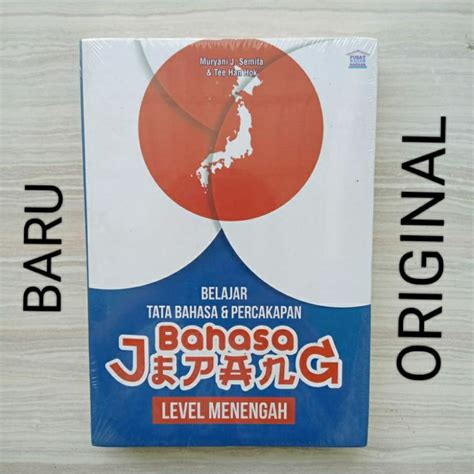 Muryani J. Semita
& Tee Han Hok
BARU
ORIGINAL
BELAJAR
TATA BAHASA & PERCAKAPAN
Bahasa
JEPANG
LEVEL MENENGAH